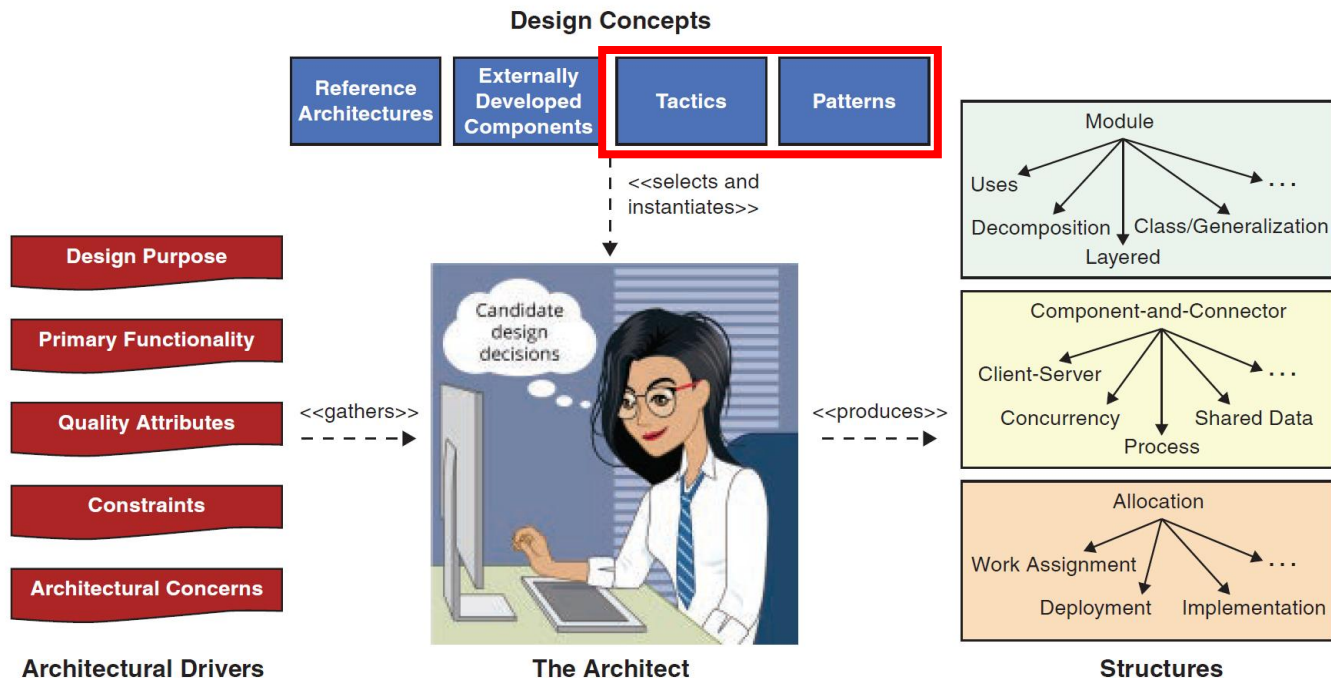 Design Concepts
Reference
Architectures
Externally
Developed
Components
Tactics
Patterns
<<selects and
instantiates>>
Design Purpose
Primary Functionality
Quality Attributes
Constraints
Architectural Concerns
Architectural Drivers
<<gathers>>
Candidate
design
decisions
The Architect
<<produces>>
Module
Uses
. . .
Decomposition
Class/Generalization
Layered
Component-and-Connector
Client-Server
. . .
Concurrency
Shared Data
Process
Allocation
Work Assignment
. . .
Deployment
Implementation
Structures